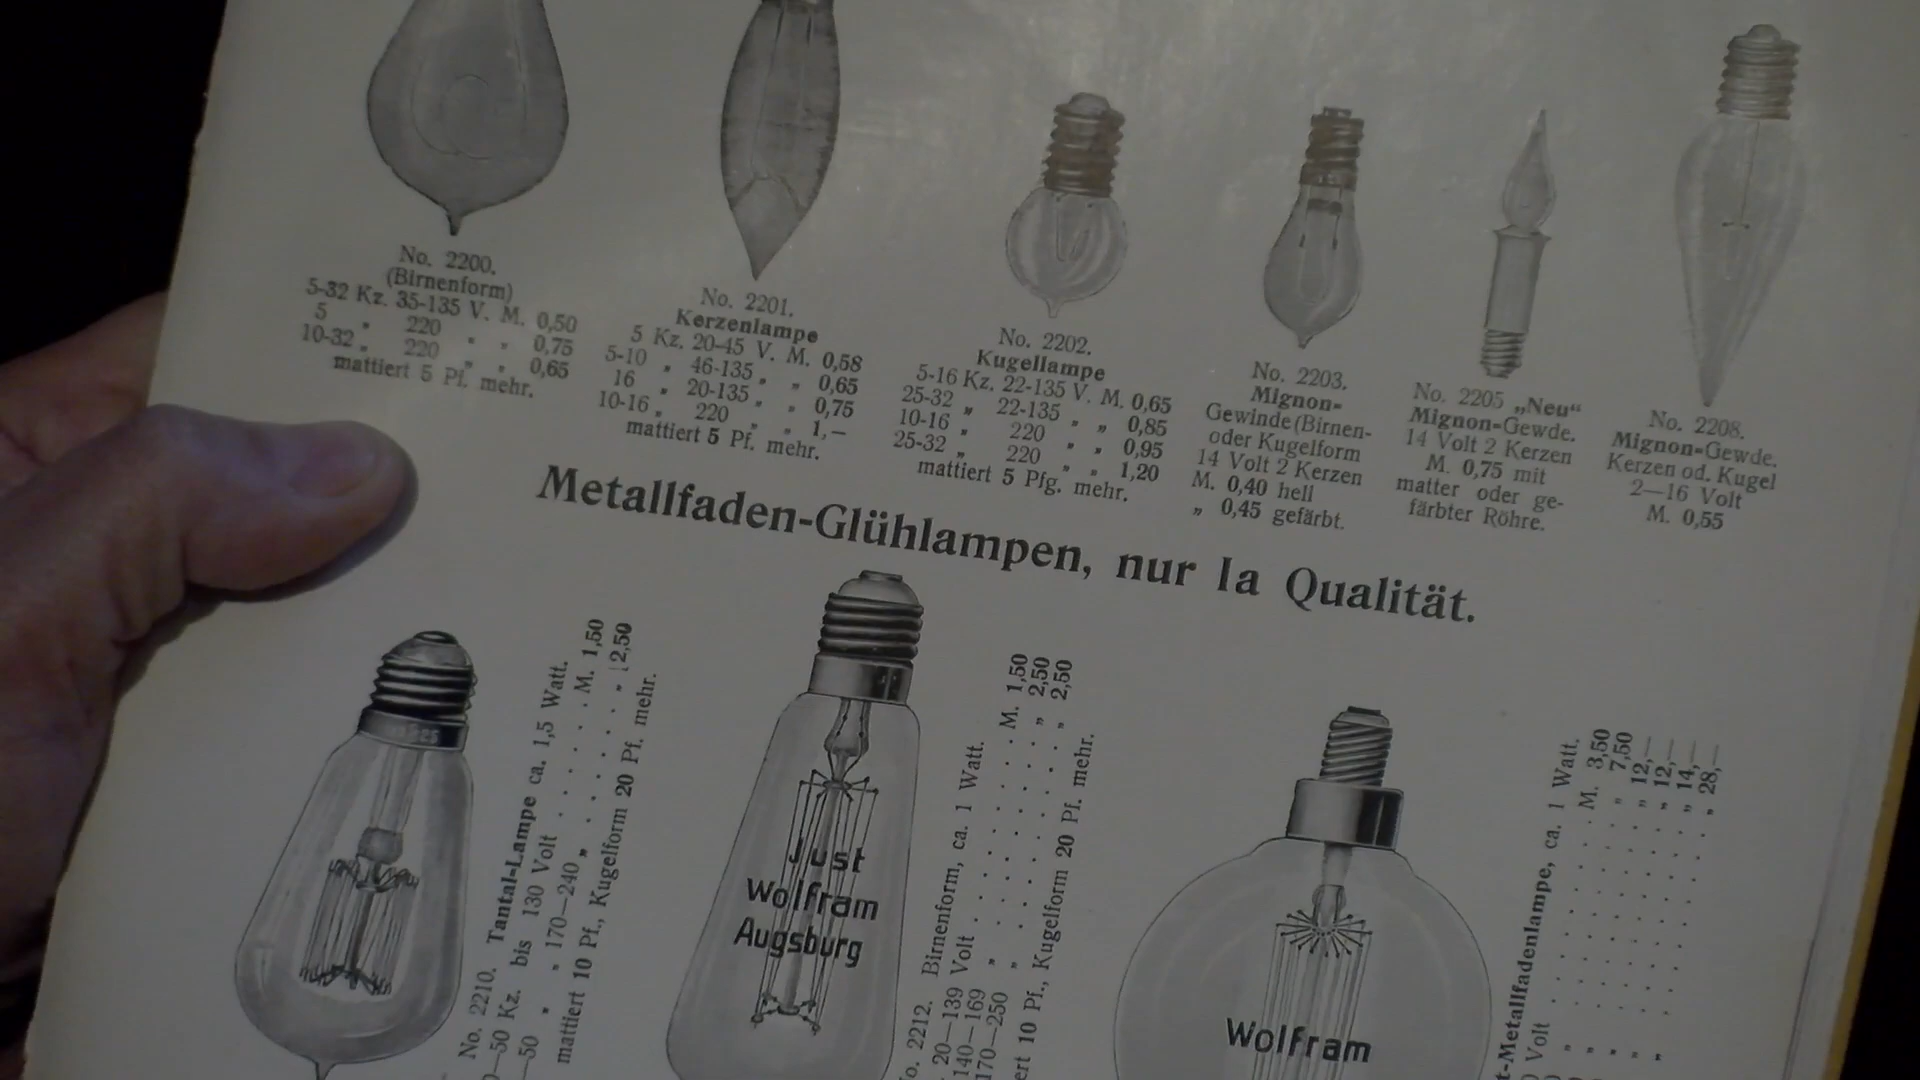 No. 2200.
(Birnenform)
5-32 Kz. 35-135 V. M. 0,50
5 „ 220 „ „ 0,75
10-32 „ 220 „ „ 0,65
mattiert 5 Pf. mehr.
No. 2201.
Kerzenlampe
5 Kz. 20-45 V. M. 0,58
5-10 „ 46-135 „ „ 0,65
16 „ 20-135 „ „ 0,75
10-16 „ 220 „ „ 1,—
mattiert 5 Pf. mehr.
No. 2202.
Kugellampe
5-16 Kz. 22-135 V. M. 0,65
25-32 „ 22-135 „ „ 0,85
10-16 „ 220 „ „ 0,95
25-32 „ 220 „ „ 1,20
mattiert 5 Pfg. mehr.
No. 2203.
Mignon-
Gewinde (Birnen-
oder Kugelform
14 Volt 2 Kerzen
M. 0,40 hell
„ 0,45 gefärbt.
No. 2205 „Neu“
Mignon-Gewde.
14 Volt 2 Kerzen
M. 0,75 mit
matter oder ge-
färbter Röhre.
No. 2208.
Mignon-Gewde.
Kerzen od. Kugel
2—16 Volt
M. 0,55
Metallfaden-Glühlampen, nur Ia Qualität.
No. 2210. Tantal-Lampe ca. 1,5 Watt.
—50 Kz. bis 130 Volt . . . . . . M. 1,50
50 „ „ 170—240 „ . . . . . . „ 2,50
mattiert 10 Pf., Kugelform 20 Pf. mehr.
Just
Wolfram
Augsburg
No. 2212. Birnenform, ca. 1 Watt.
20—139 Volt . . . . . . . . M. 1,50
140—169 „ . . . . . . . . „ 2,50
170—250 „ . . . . . . . . „ 2,50
ert 10 Pf., Kugelform 20 Pf. mehr.
Wolfram
t-Metallfadenlampe, ca. 1 Watt.
Volt . . . . . . . . M. 3,50
„ . . . . . . . . „ 7,50
„ . . . . . . . . „ 12,—
„ . . . . . . . . „ 12,—
„ . . . . . . . . „ 14,—
„ 28,—